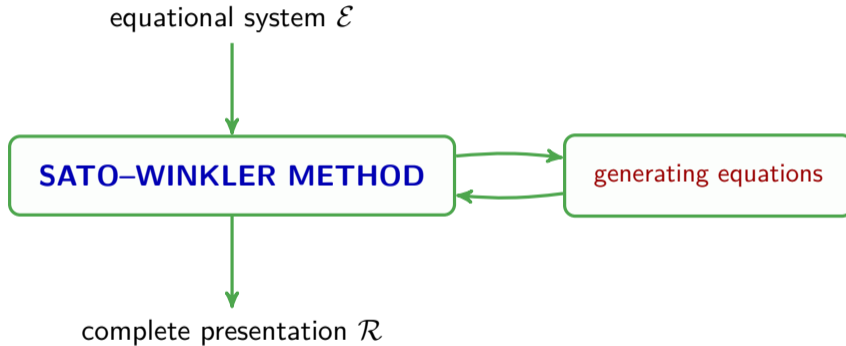 equational system ℰ
SATO–WINKLER METHOD
generating equations
complete presentation ℛ